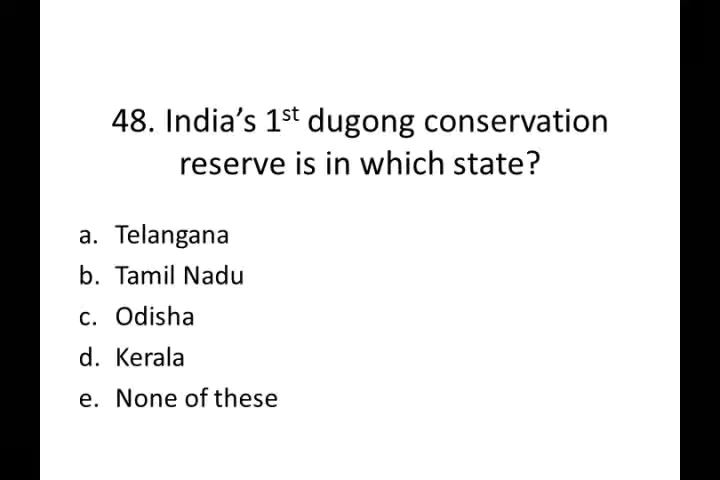 48. India’s 1st dugong conservation
reserve is in which state?
a. Telangana
b. Tamil Nadu
c. Odisha
d. Kerala
e. None of these